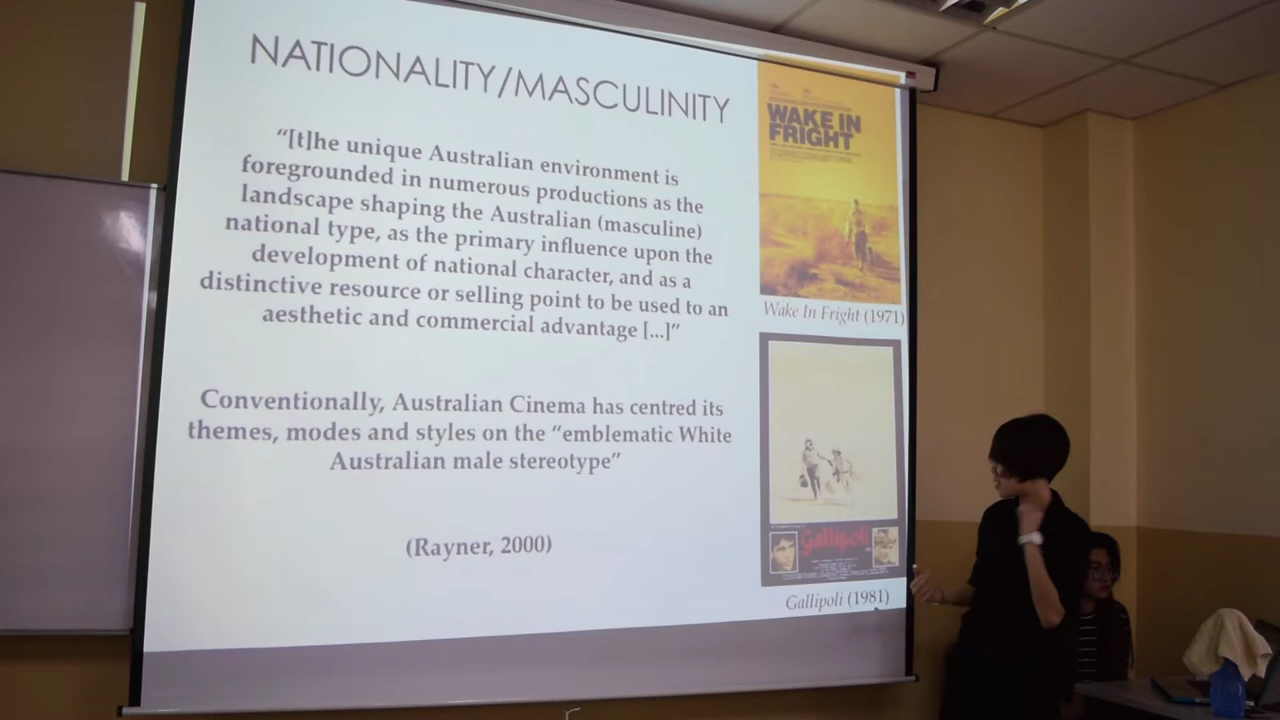 NATIONALITY/MASCULINITY
“[t]he unique Australian environment is
foregrounded in numerous productions as the
landscape shaping the Australian (masculine)
national type, as the primary influence upon the
development of national character, and as a
distinctive resource or selling point to be used to an
aesthetic and commercial advantage [...]”
Conventionally, Australian Cinema has centred its
themes, modes and styles on the “emblematic White
Australian male stereotype”
(Rayner, 2000)
WAKE IN
FRIGHT
Wake In Fright (1971)
Gallipoli
Gallipoli (1981)